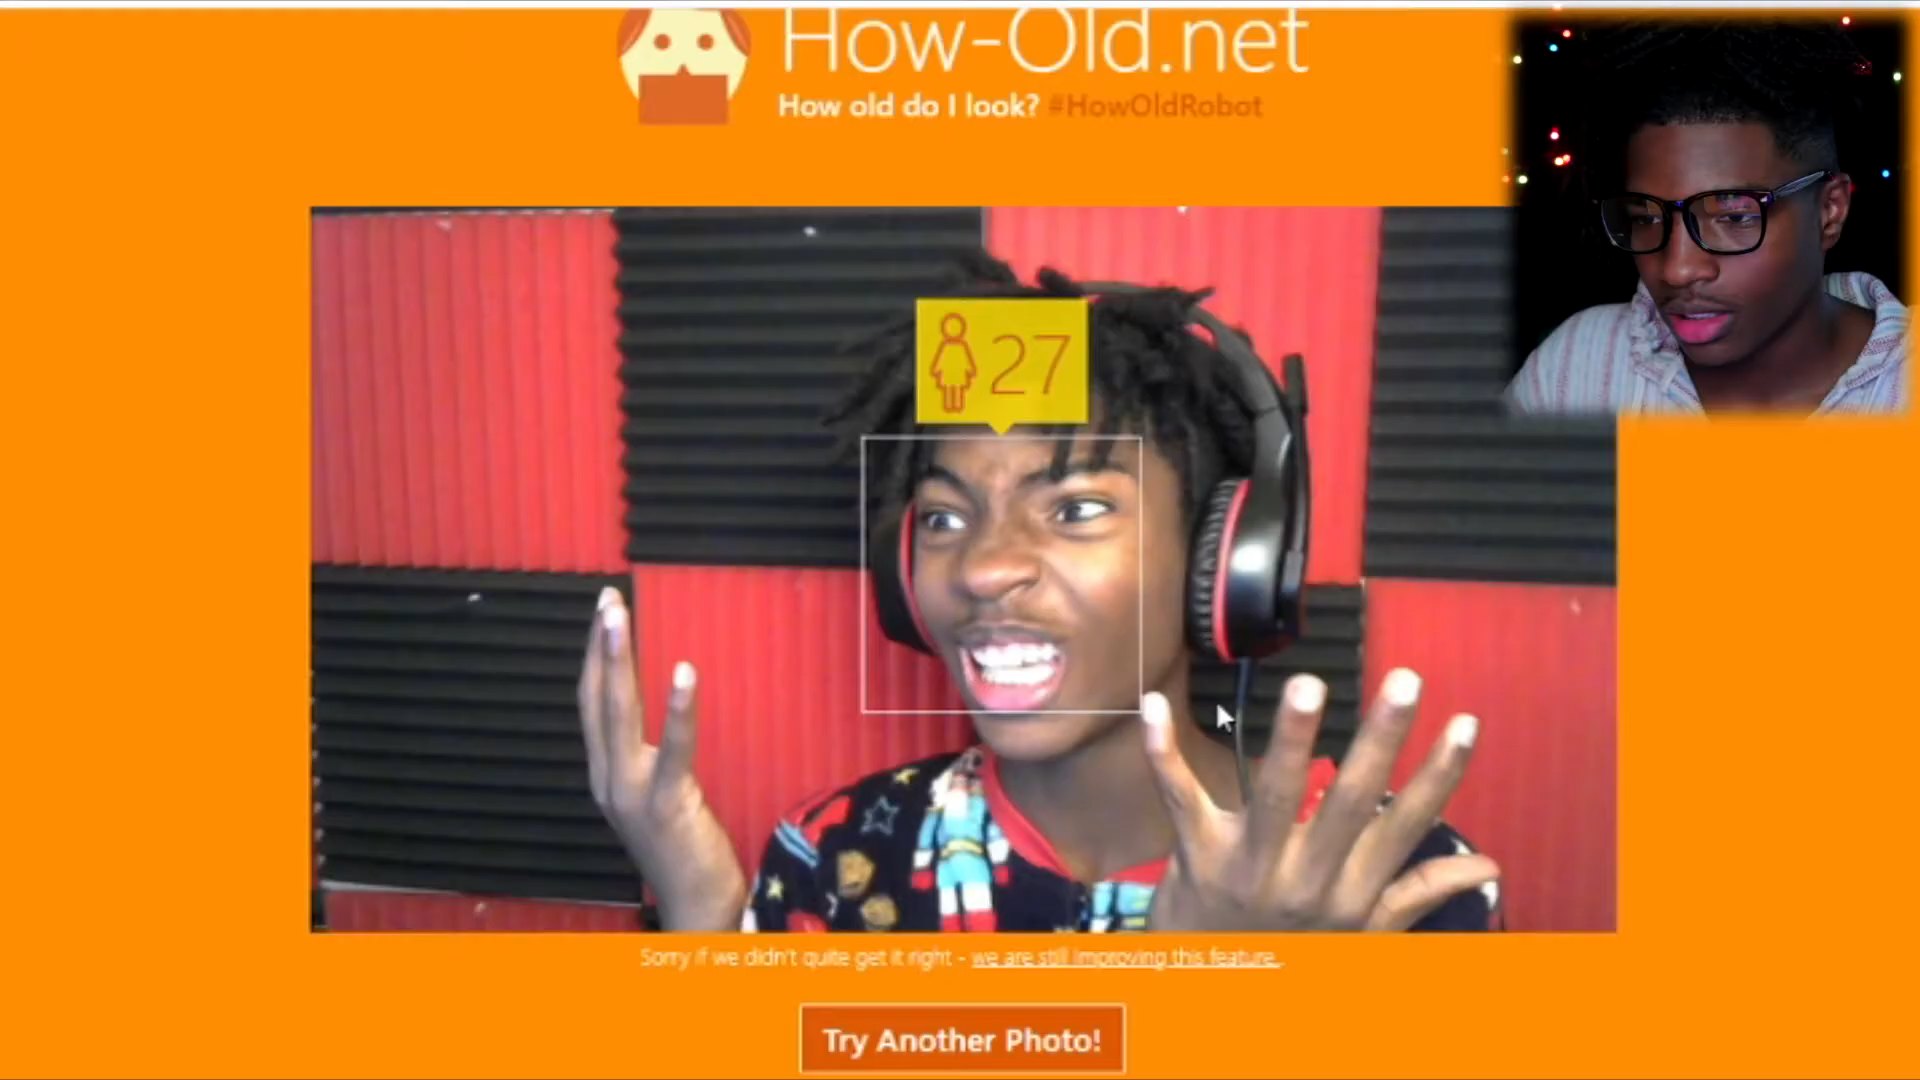 How-Old.net
How old do I look? #HowOldRobot
27
Sorry if we didn't quite get it right - we are still improving this feature.
Try Another Photo!